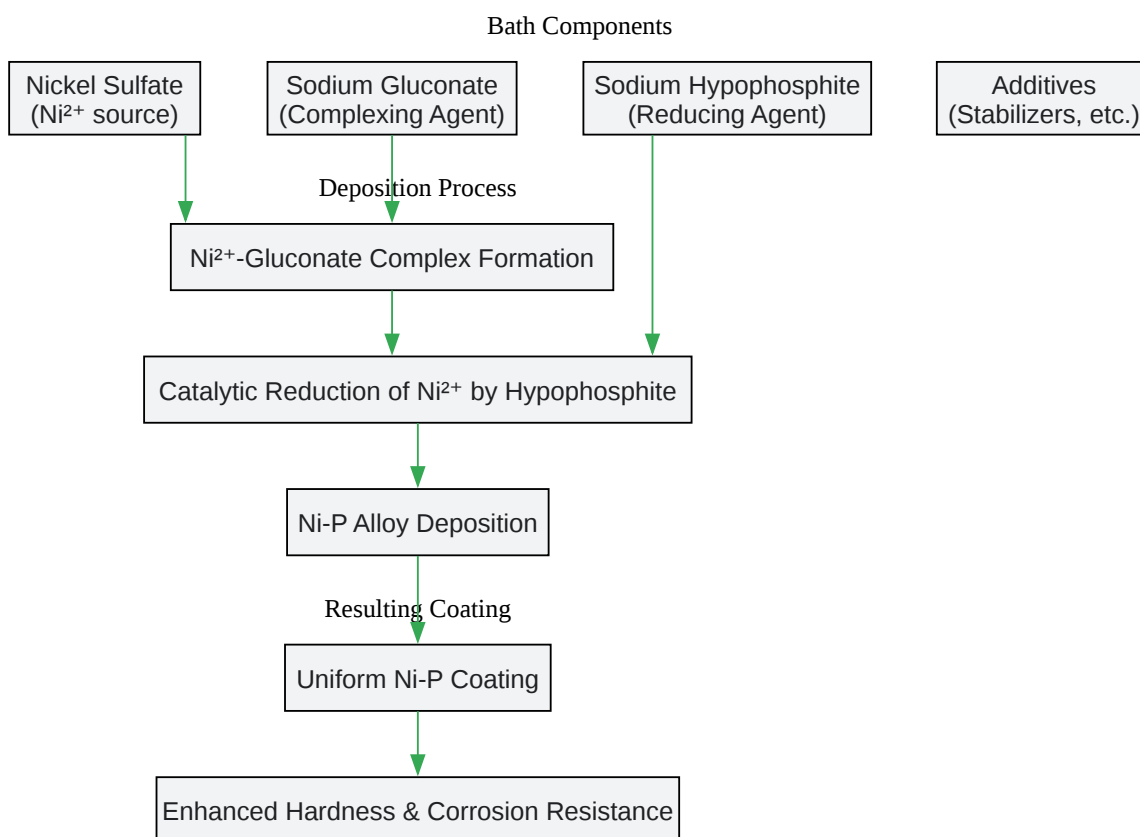 Bath Components
Nickel Sulfate
(Ni²⁺ source)
Sodium Gluconate
(Complexing Agent)
Sodium Hypophosphite
(Reducing Agent)
Additives
(Stabilizers, etc.)
Deposition Process
Ni²⁺-Gluconate Complex Formation
Catalytic Reduction of Ni²⁺ by Hypophosphite
Ni-P Alloy Deposition
Resulting Coating
Uniform Ni-P Coating
Enhanced Hardness & Corrosion Resistance